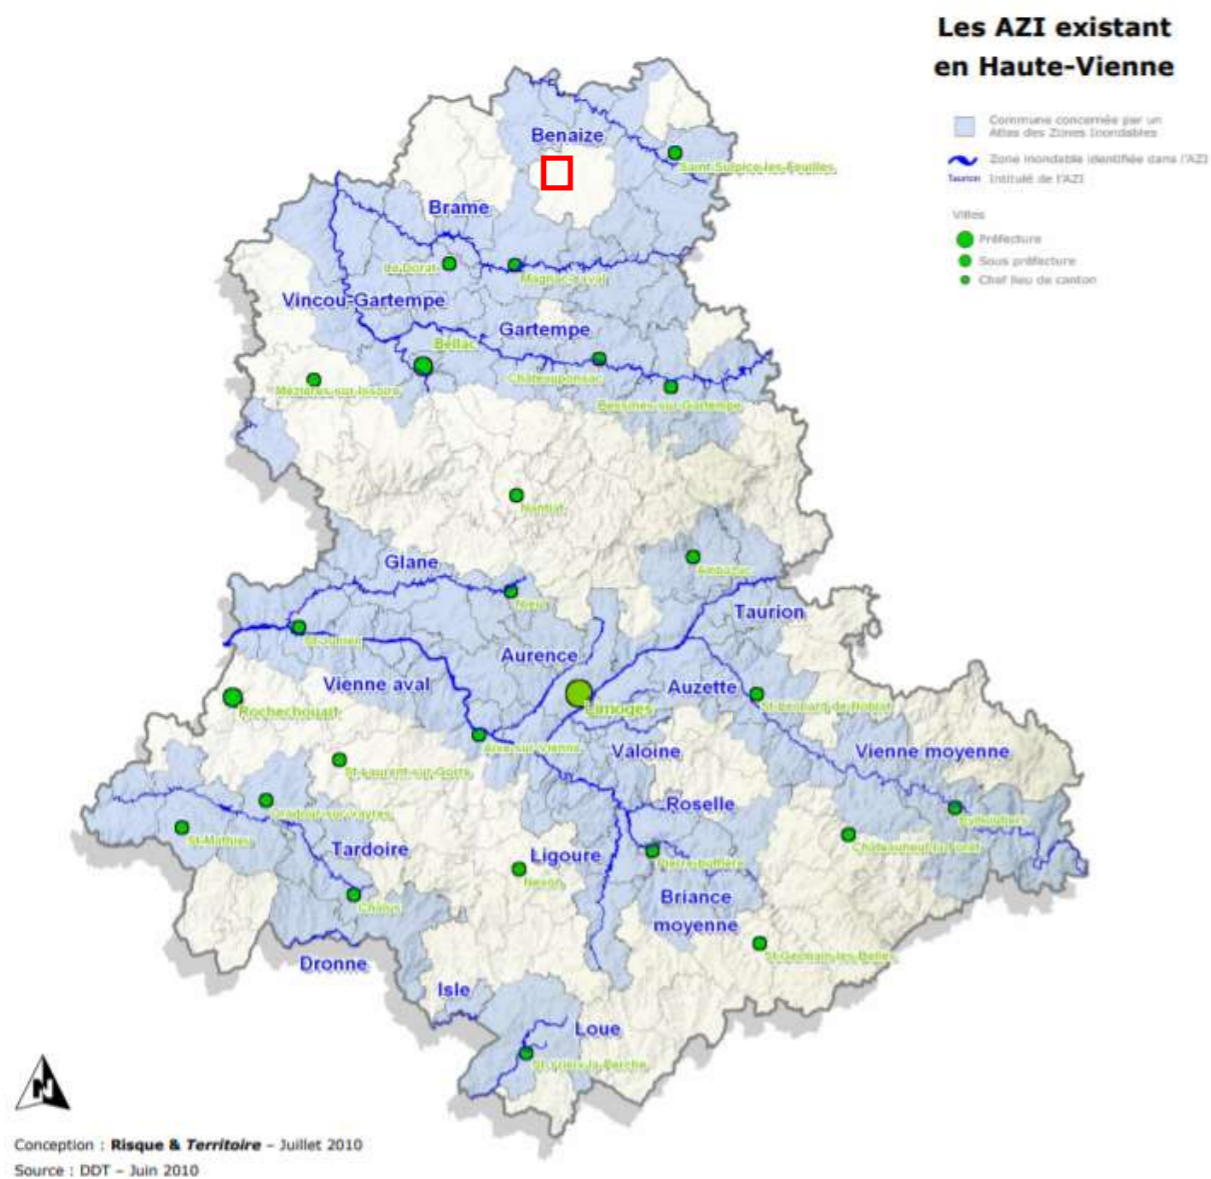 Les AZI existant
en Haute-Vienne
Commune concernée par un
Atlas des Zones Inondables
Zone inondable identifiée dans l'AZI
Taurion Intitulé de l'AZI
Villes
Préfecture
Sous préfecture
Chef lieu de canton
Benaize
Saint-Sulpice-les-Feuilles
Brame
Le Dorat
Magnac-Laval
Vincou-Gartempe
Gartempe
Bellac
Châteauponsac
Mézières-sur-Issoire
Bessines-sur-Gartempe
Nantiat
Glane
Ambazac
Nieul
Taurion
St-Junien
Aurence
Vienne aval
Auzette
St-Léonard-de-Noblat
Rochechouart
Limoges
Aixe-sur-Vienne
Valoine
Vienne moyenne
St-Laurent-sur-Gorre
Roselle
Oradour-sur-Vayres
Eymoutiers
St-Mathieu
Tardoire
Ligoure
Pierre-Buffière
Châteauneuf-la-Forêt
Nexon
Briance
moyenne
Châlus
St-Germain-les-Belles
Dronne
Isle
Loue
St-Yrieix-la-Perche
N
Conception : Risque & Territoire – Juillet 2010
Source : DDT – Juin 2010